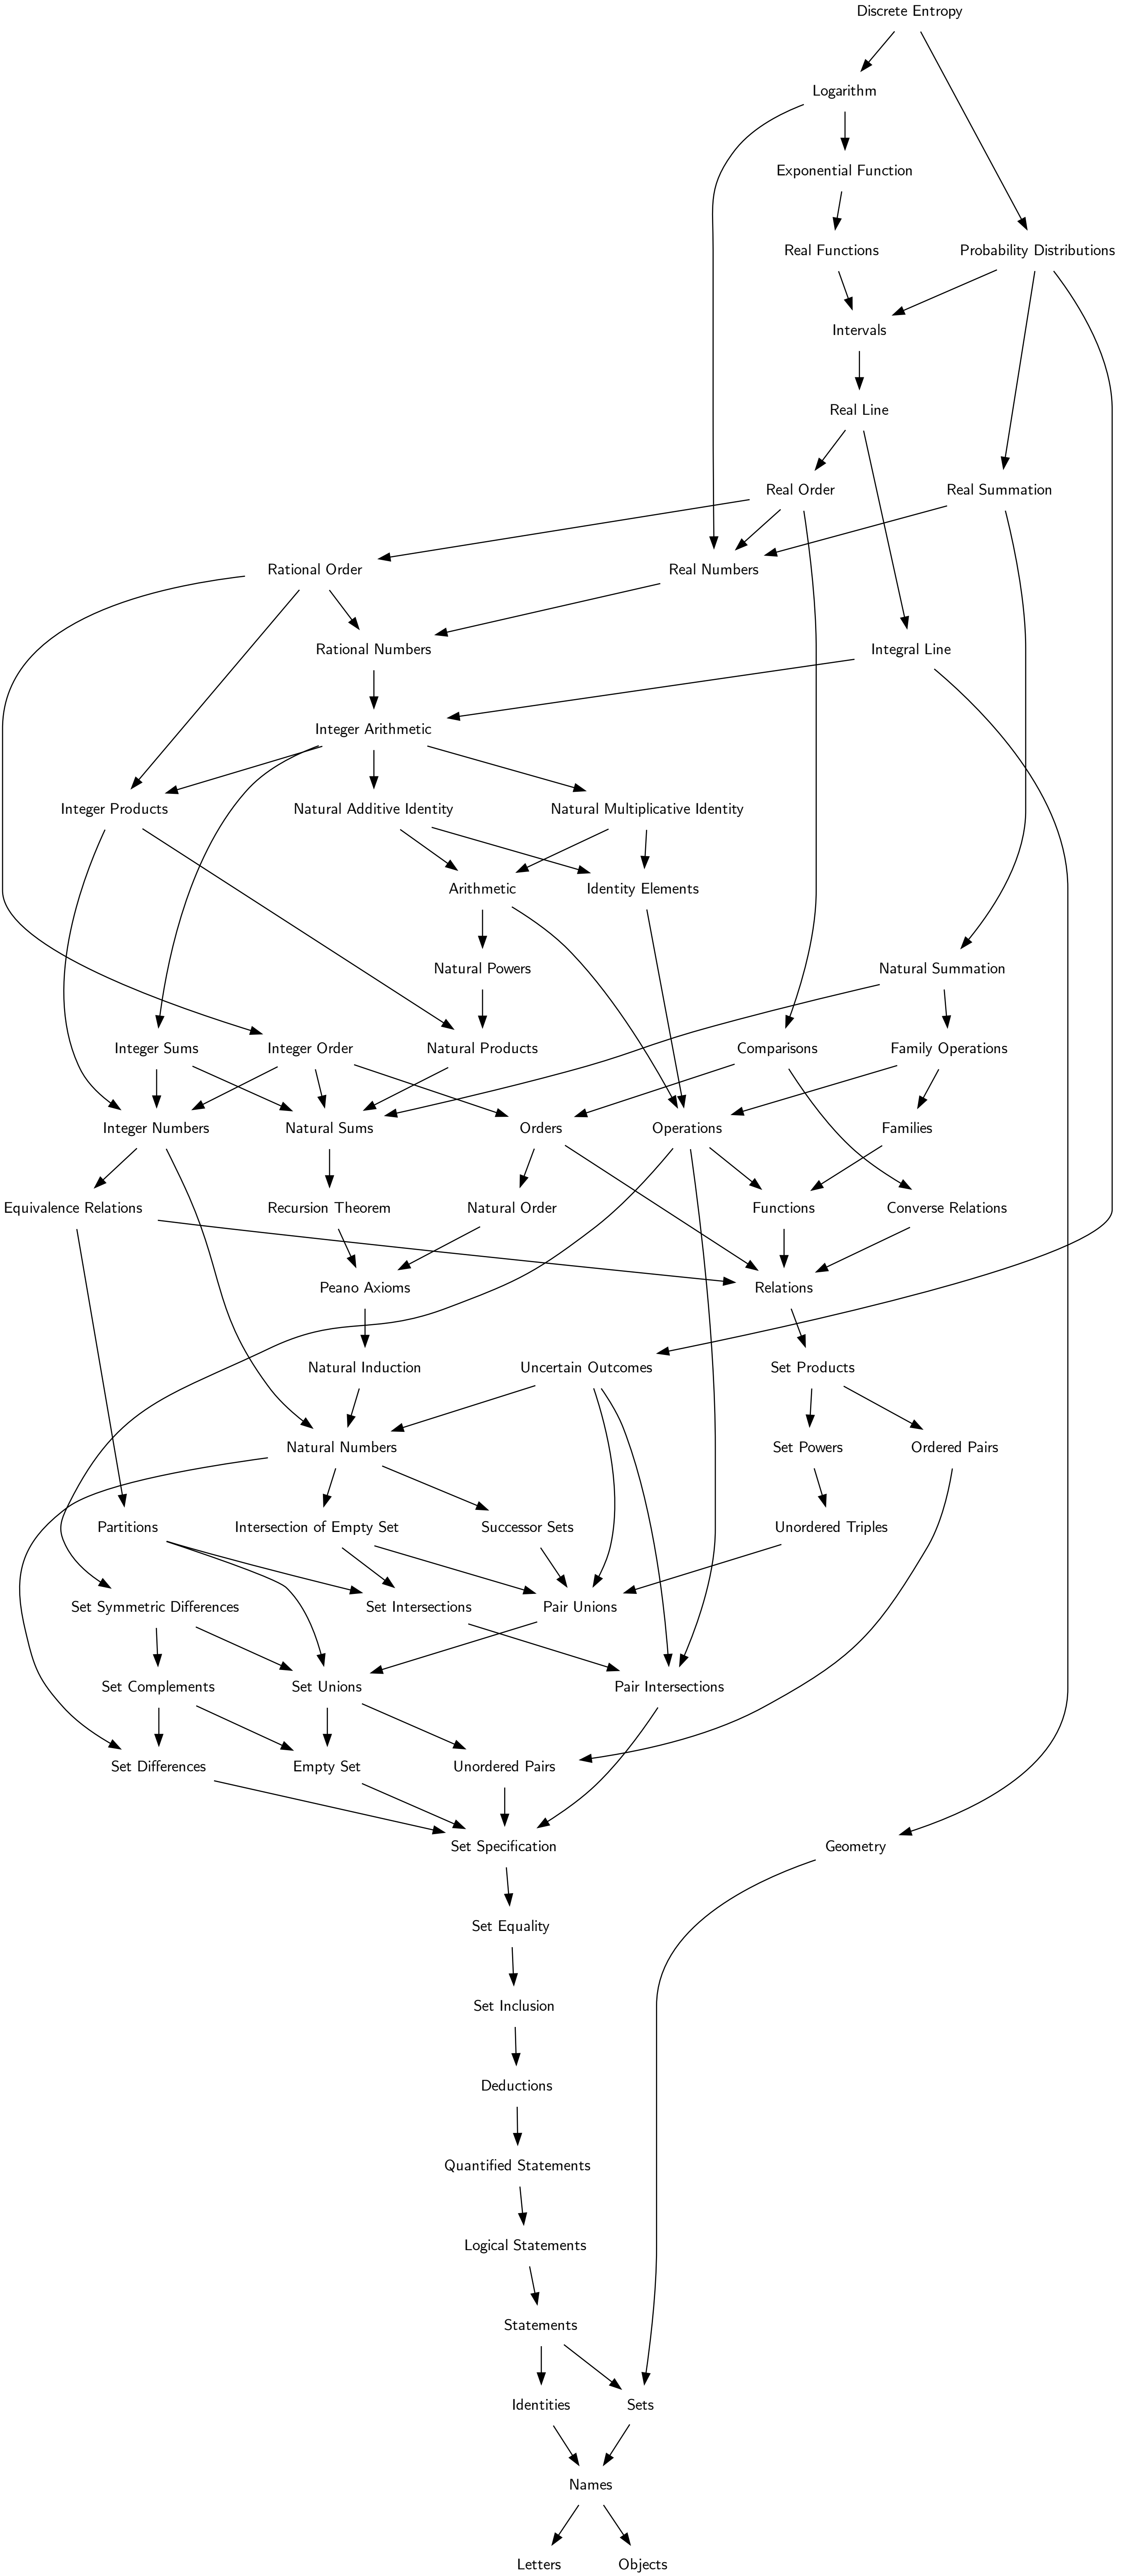 Discrete Entropy
Logarithm
Exponential Function
Real Functions
Probability Distributions
Intervals
Real Line
Real Order
Real Summation
Rational Order
Real Numbers
Rational Numbers
Integral Line
Integer Arithmetic
Integer Products
Natural Additive Identity
Natural Multiplicative Identity
Arithmetic
Identity Elements
Natural Powers
Natural Summation
Integer Sums
Integer Order
Natural Products
Comparisons
Family Operations
Integer Numbers
Natural Sums
Orders
Operations
Families
Equivalence Relations
Recursion Theorem
Natural Order
Functions
Converse Relations
Peano Axioms
Relations
Natural Induction
Uncertain Outcomes
Set Products
Natural Numbers
Set Powers
Ordered Pairs
Partitions
Intersection of Empty Set
Successor Sets
Unordered Triples
Set Symmetric Differences
Set Intersections
Pair Unions
Set Complements
Set Unions
Pair Intersections
Set Differences
Empty Set
Unordered Pairs
Set Specification
Geometry
Set Equality
Set Inclusion
Deductions
Quantified Statements
Logical Statements
Statements
Identities
Sets
Names
Letters
Objects